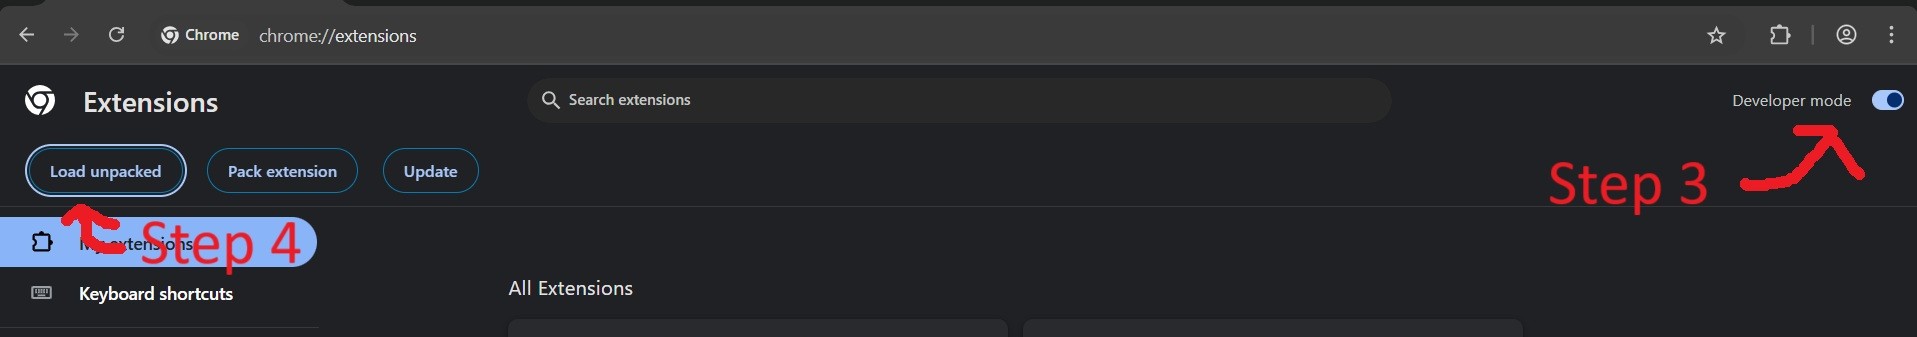 Chrome chrome://extensions
Extensions
Search extensions
Developer mode
Load unpacked Pack extension Update
Step 3
My extensions
Step 4
Keyboard shortcuts
All Extensions